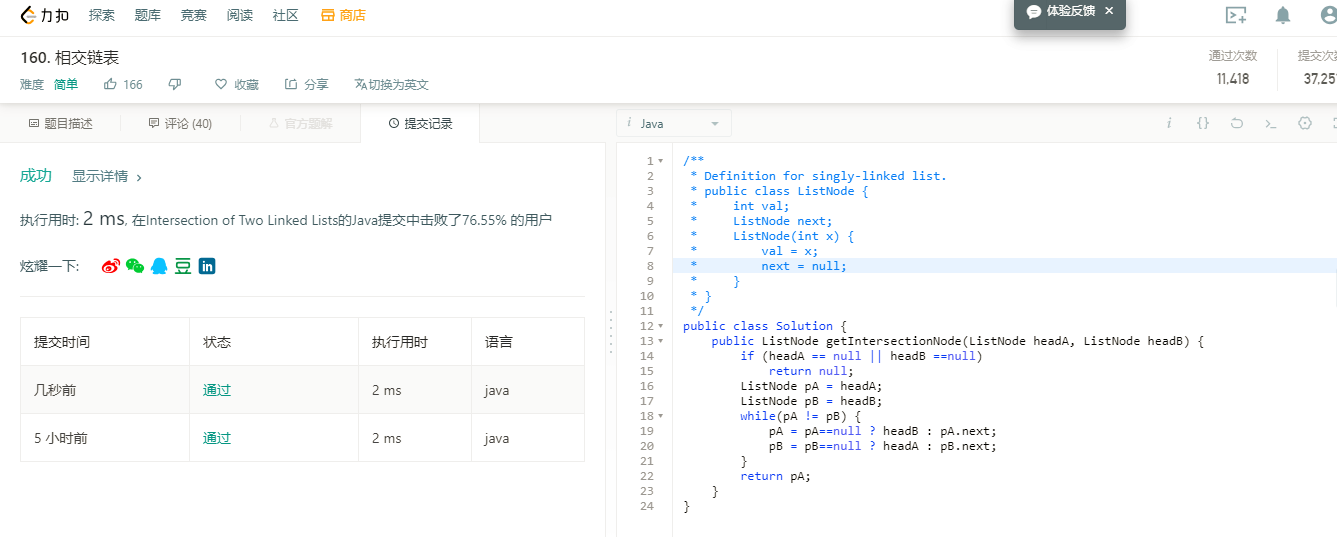 力扣 探索 题库 竞赛 阅读 社区 商店 体验反馈 ×
160. 相交链表
通过次数 提交次
难度 简单 166 收藏 分享 切换为英文
11,418 37,25
题目描述 评论 (40) 官方题解 提交记录
i Java
成功 显示详情 ›
执行用时: 2 ms, 在Intersection of Two Linked Lists的Java提交中击败了76.55% 的用户
炫耀一下:
豆 in
提交时间 状态 执行用时 语言
几秒前 通过 2 ms java
5 小时前 通过 2 ms java
1 /**
2 * Definition for singly-linked list.
3 * public class ListNode {
4 *     int val;
5 *     ListNode next;
6 *     ListNode(int x) {
7 *         val = x;
8 *         next = null;
9 *     }
10 * }
11 */
12 public class Solution {
13     public ListNode getIntersectionNode(ListNode headA, ListNode headB) {
14         if (headA == null || headB ==null)
15             return null;
16         ListNode pA = headA;
17         ListNode pB = headB;
18         while(pA != pB) {
19             pA = pA==null ? headB : pA.next;
20             pB = pB==null ? headA : pB.next;
21         }
22         return pA;
23     }
24 }